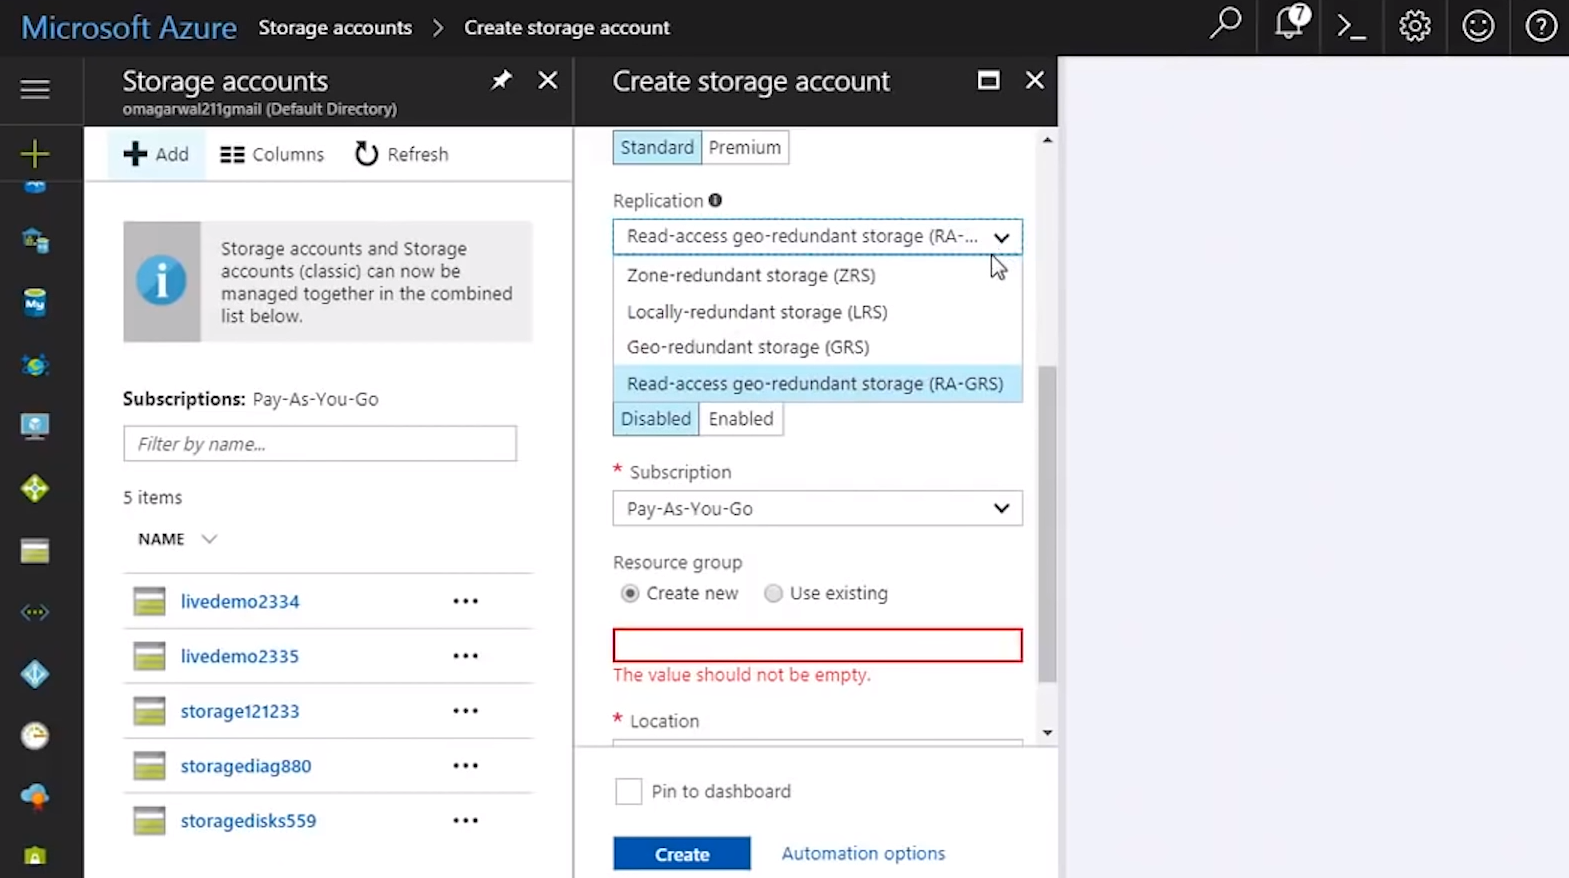 Microsoft Azure Storage accounts > Create storage account
7
Storage accounts
omagarwal211gmail (Default Directory)
Add Columns Refresh
Storage accounts and Storage
accounts (classic) can now be
managed together in the combined
list below.
Subscriptions: Pay-As-You-Go
Filter by name...
5 items
NAME
livedemo2334
livedemo2335
storage121233
storagediag880
storagedisks559
My
Create storage account
Standard Premium
Replication
Read-access geo-redundant storage (RA-...
Zone-redundant storage (ZRS)
Locally-redundant storage (LRS)
Geo-redundant storage (GRS)
Read-access geo-redundant storage (RA-GRS)
Disabled Enabled
* Subscription
Pay-As-You-Go
Resource group
Create new Use existing
The value should not be empty.
* Location
Pin to dashboard
Create Automation options